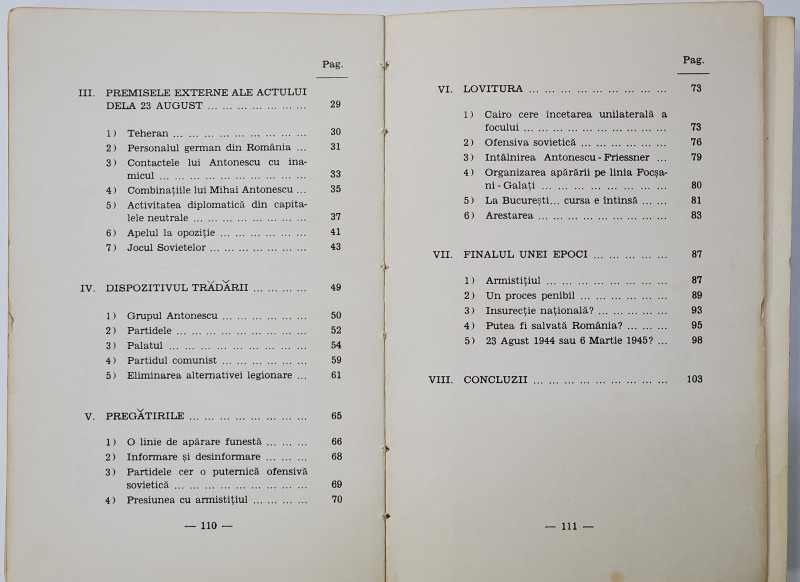 Pag.
III. PREMISELE EXTERNE ALE ACTULUI
DELA 23 AUGUST ... ... ... ... ... ... ... 29
1) Teheran ... ... ... ... ... ... ... ... ... 30
2) Personalul german din România ... 31
3) Contactele lui Antonescu cu ina-
micul ... ... ... ... ... ... ... ... ... ... 33
4) Combinațiile lui Mihai Antonescu ... 35
5) Activitatea diplomatică din capita-
lele neutrale ... ... ... ... ... ... ... ... 37
6) Apelul la opoziție ... ... ... ... ... ... 41
7) Jocul Sovietelor ... ... ... ... ... ... ... 43
IV. DISPOZITIVUL TRĂDĂRII ... ... ... ... 49
1) Grupul Antonescu ... ... ... ... ... ... 50
2) Partidele ... ... ... ... ... ... ... ... ... 52
3) Palatul ... ... ... ... ... ... ... ... ... ... 54
4) Partidul comunist ... ... ... ... ... ... 59
5) Eliminarea alternativei legionare ... 61
V. PREGĂTIRILE ... ... ... ... ... ... ... ... 65
1) O linie de apărare funestă ... ... ... 66
2) Informare și desinformare ... ... ... 68
3) Partidele cer o puternică ofensivă
sovietică ... ... ... ... ... ... ... ... ... 69
4) Presiunea cu armistițiul ... ... ... ... 70
— 110 —
Pag.
VI. LOVITURA ... ... ... ... ... ... ... ... ... 73
1) Cairo cere încetarea unilaterală a
focului ... ... ... ... ... ... ... ... ... ... 73
2) Ofensiva sovietică ... ... ... ... ... ... 76
3) Intâlnirea Antonescu - Friessner ... 79
4) Organizarea apărării pe linia Focșa-
ni - Galați ... ... ... ... ... ... ... ... 80
5) La București... cursa e întinsă ... ... 81
6) Arestarea ... ... ... ... ... ... ... ... ... 83
VII. FINALUL UNEI EPOCI ... ... ... ... ... 87
1) Armistițiul ... ... ... ... ... ... ... ... 87
2) Un proces penibil ... ... ... ... ... ... 89
3) Insurecție națională? ... ... ... ... ... 93
4) Putea fi salvată România? ... ... ... 95
5) 23 Agust 1944 sau 6 Martie 1945? ... 98
VIII. CONCLUZII ... ... ... ... ... ... ... ... ... 103
— 111 —